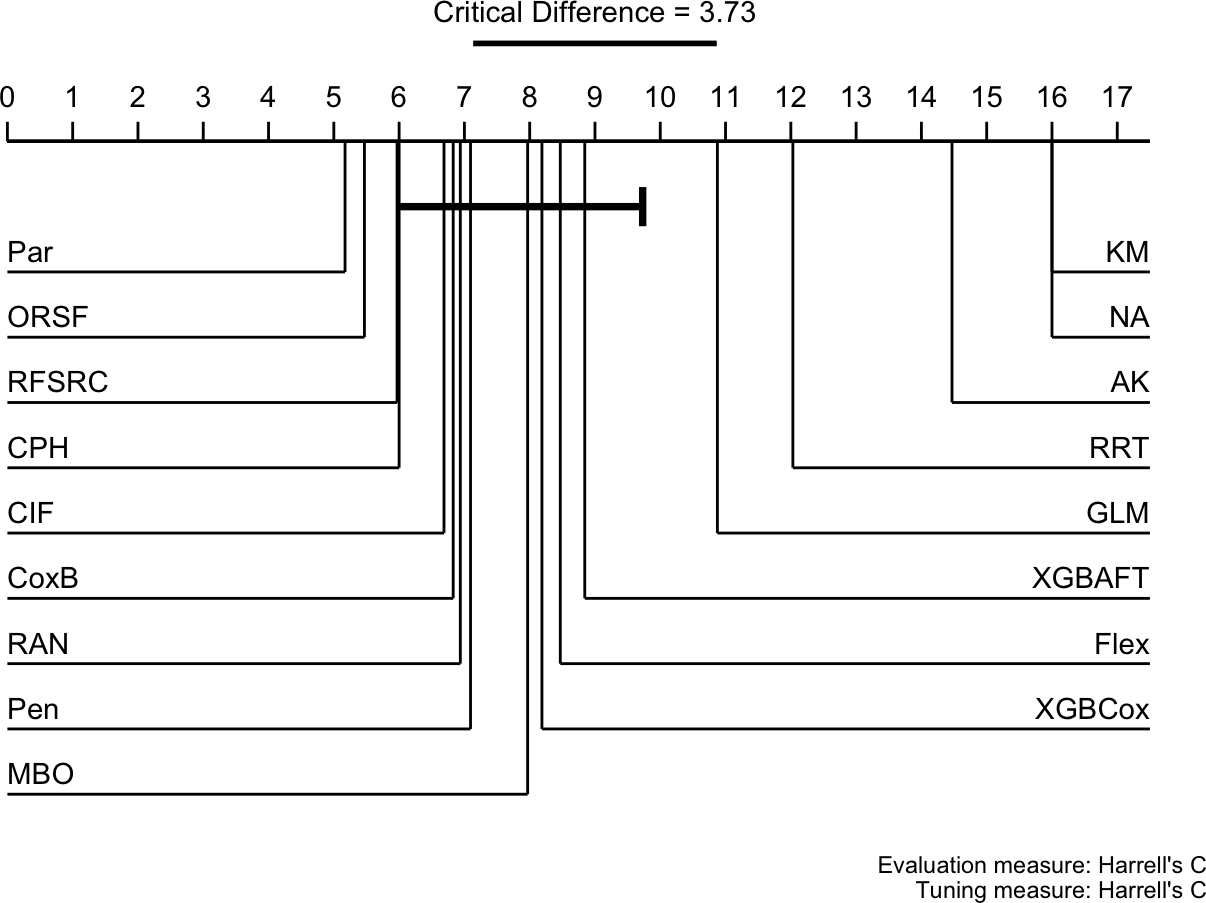 Critical Difference = 3.73
0 1 2 3 4 5 6 7 8 9 10 11 12 13 14 15 16 17
Par KM
ORSF NA
RFSRC AK
CPH RRT
CIF GLM
CoxB XGBAFT
RAN Flex
Pen XGBCox
MBO
Evaluation measure: Harrell's C
Tuning measure: Harrell's C